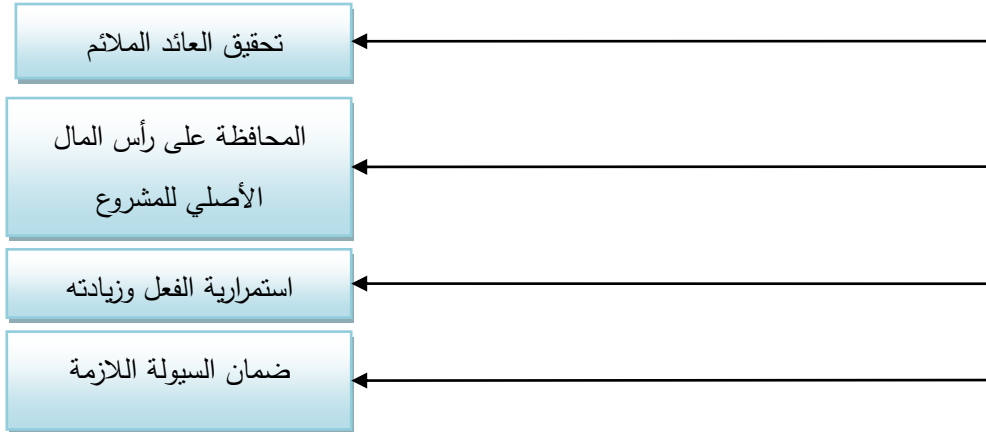 تحقيق العائد الملائم
المحافظة على رأس المال
الأصلي للمشروع
استمرارية الفعل وزيادته
ضمان السيولة اللازمة